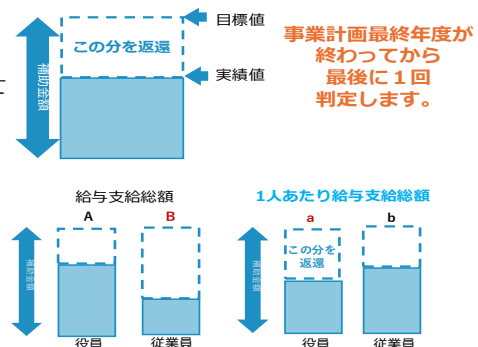 目標値
この分を返還
実績値
補助金額
事業計画最終年度が
終わってから
最後に１回
判定します。
給与支給総額
A
B
補助金額
役員
従業員
1人あたり給与支給総額
a
b
この分を
返還
補助金額
役員
従業員